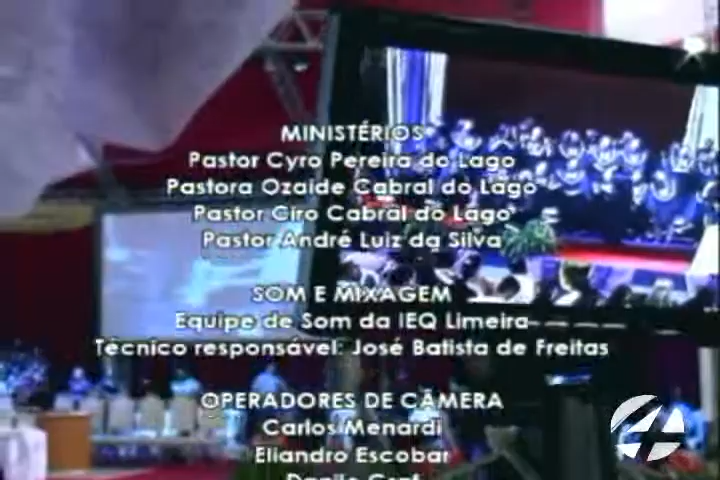 MINISTÉRIOS
Pastor Cyro Pereira do Lago
Pastora Ozaide Cabral do Lago
Pastor Ciro Cabral do Lago
Pastor André Luiz da Silva
SOM E MIXAGEM
Equipe de Som da IEQ Limeira
Técnico responsável: José Batista de Freitas
OPERADORES DE CÂMERA
Carlos Menardi
Eliandro Escobar
Danilo